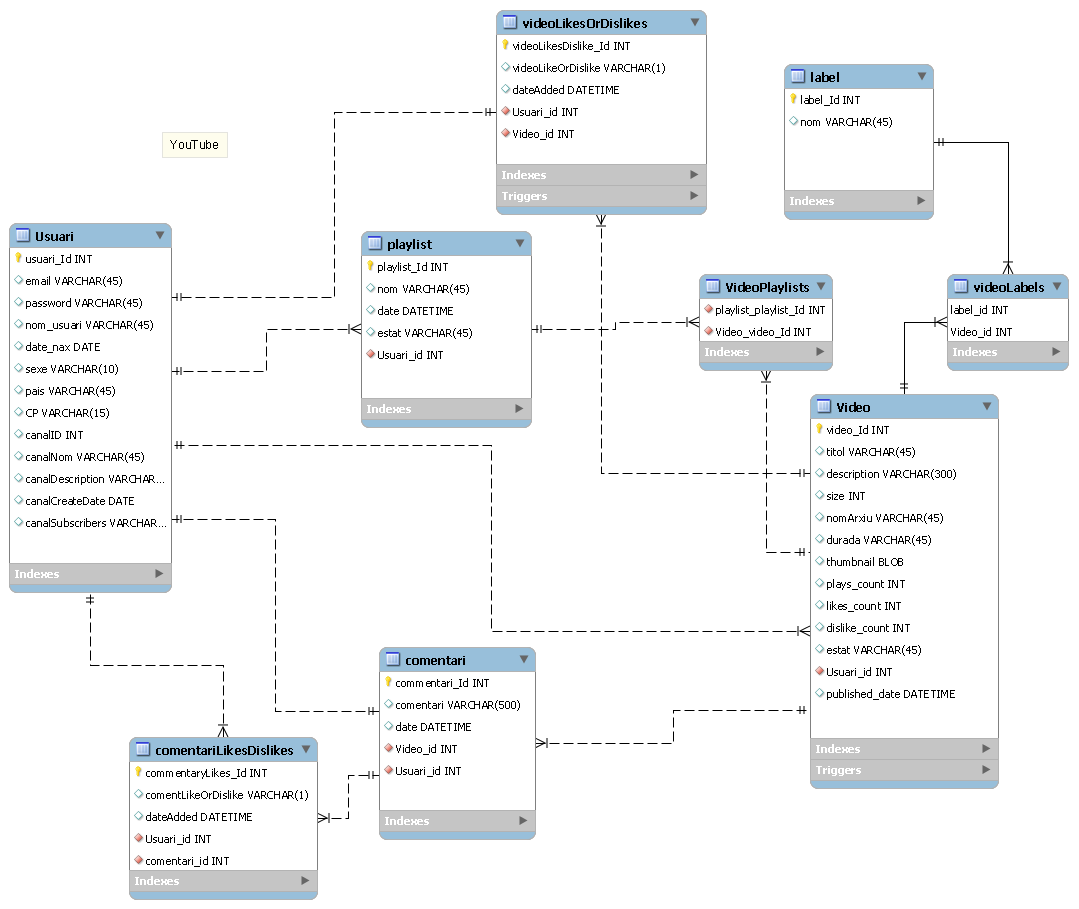 videoLikesOrDislikes
videoLikesDislike_Id INT
videoLikeOrDislike VARCHAR(1)
dateAdded DATETIME
Usuari_id INT
Video_id INT
Indexes
Triggers
label
label_Id INT
nom VARCHAR(45)
Indexes
YouTube
Usuari
usuari_Id INT
email VARCHAR(45)
password VARCHAR(45)
nom_usuari VARCHAR(45)
date_nax DATE
sexe VARCHAR(10)
pais VARCHAR(45)
CP VARCHAR(15)
canalID INT
canalNom VARCHAR(45)
canalDescription VARCHAR...
canalCreateDate DATE
canalSubscribers VARCHAR...
Indexes
playlist
playlist_Id INT
nom VARCHAR(45)
date DATETIME
estat VARCHAR(45)
Usuari_id INT
Indexes
VideoPlaylists
playlist_playlist_Id INT
Video_video_Id INT
Indexes
videoLabels
label_id INT
Video_id INT
Indexes
Video
video_Id INT
titol VARCHAR(45)
description VARCHAR(300)
size INT
nomArxiu VARCHAR(45)
durada VARCHAR(45)
thumbnail BLOB
plays_count INT
likes_count INT
dislike_count INT
estat VARCHAR(45)
Usuari_id INT
published_date DATETIME
Indexes
Triggers
comentari
commentari_Id INT
comentari VARCHAR(500)
date DATETIME
Video_id INT
Usuari_id INT
Indexes
comentariLikesDislikes
commentaryLikes_Id INT
comentLikeOrDislike VARCHAR(1)
dateAdded DATETIME
Usuari_id INT
comentari_id INT
Indexes